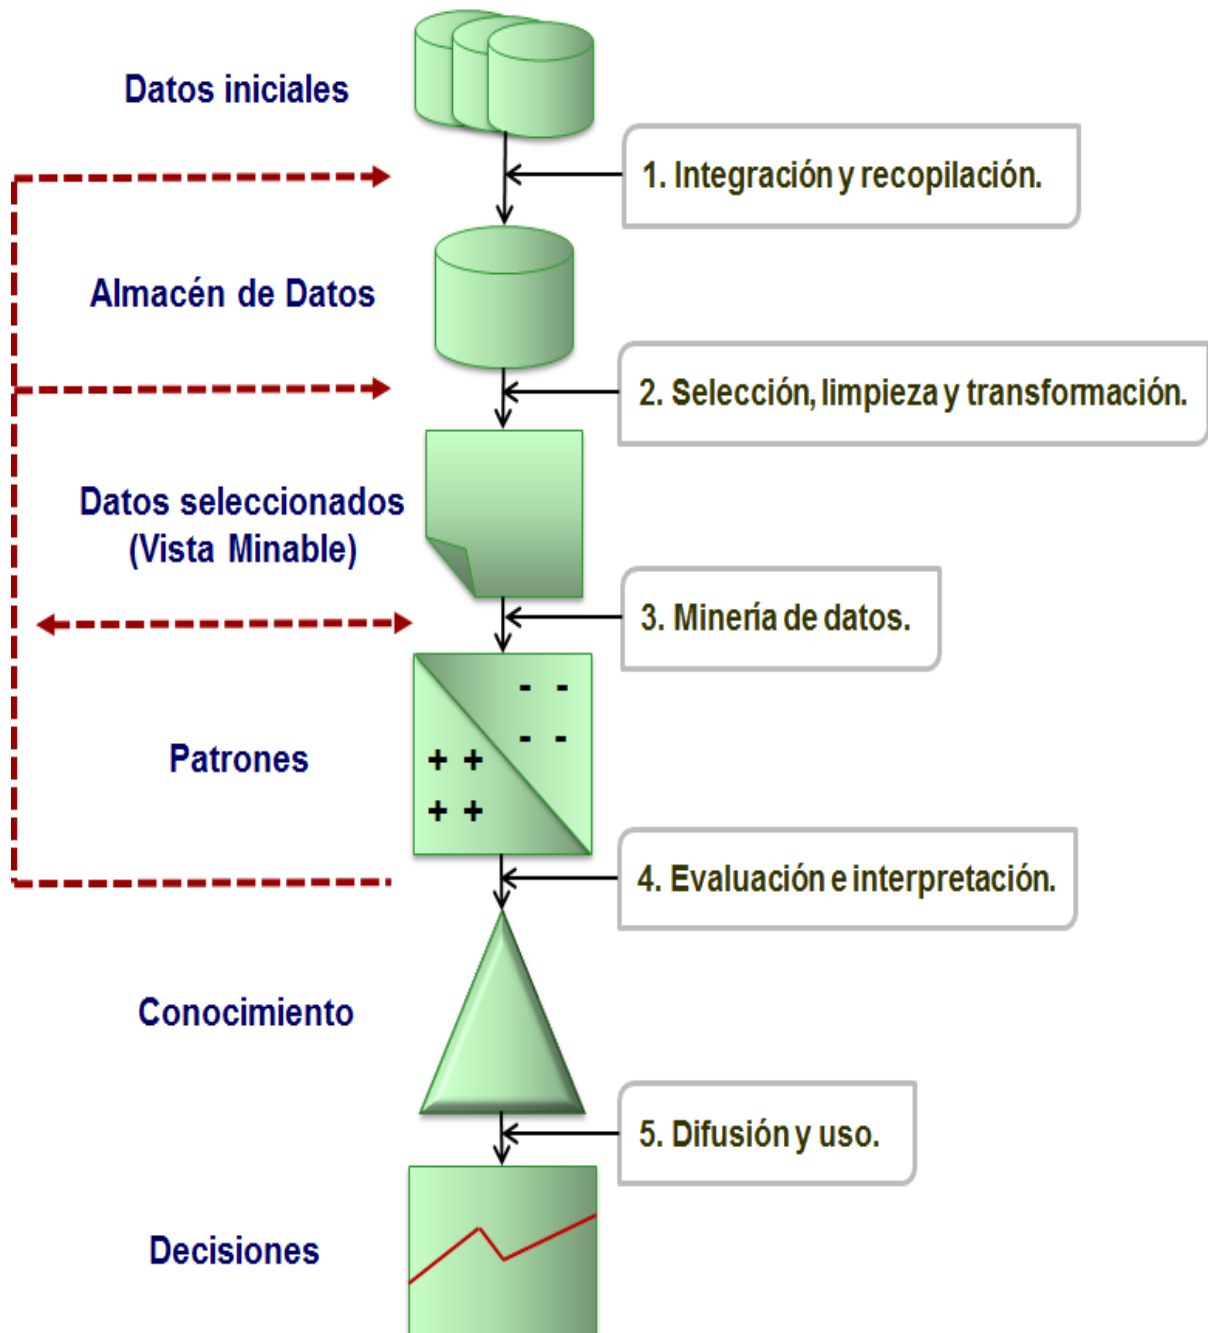 Datos iniciales
1. Integración y recopilación.
Almacén de Datos
2. Selección, limpieza y transformación.
Datos seleccionados
(Vista Minable)
3. Minería de datos.
- -
- -
+ +
Patrones
+ +
4. Evaluación e interpretación.
Conocimiento
5. Difusión y uso.
Decisiones